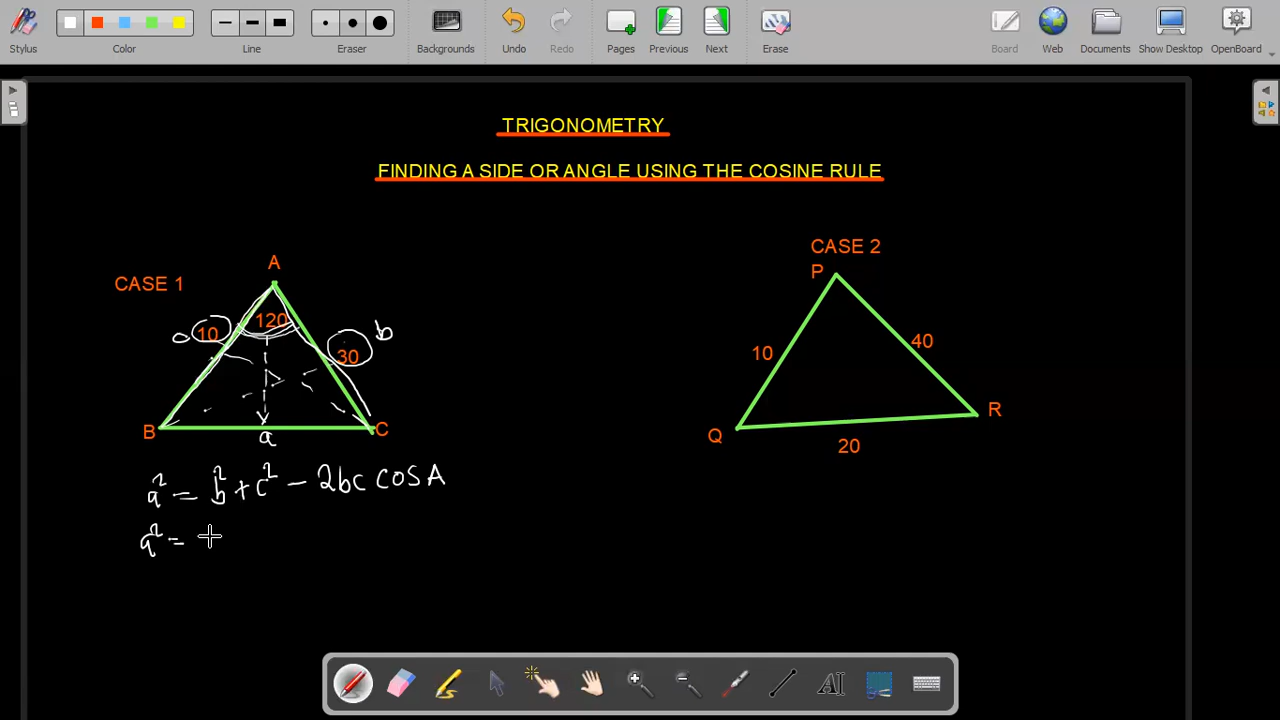 Stylus Color Line Eraser Backgrounds Undo Redo Pages Previous Next Erase Board Web Documents Show Desktop OpenBoard
TRIGONOMETRY
FINDING A SIDE OR ANGLE USING THE COSINE RULE
CASE 1
A
120
10
30
b
B
C
a
a² = b² + c² - 2bc cos A
a² =
CASE 2
P
10
40
Q
R
20
AI